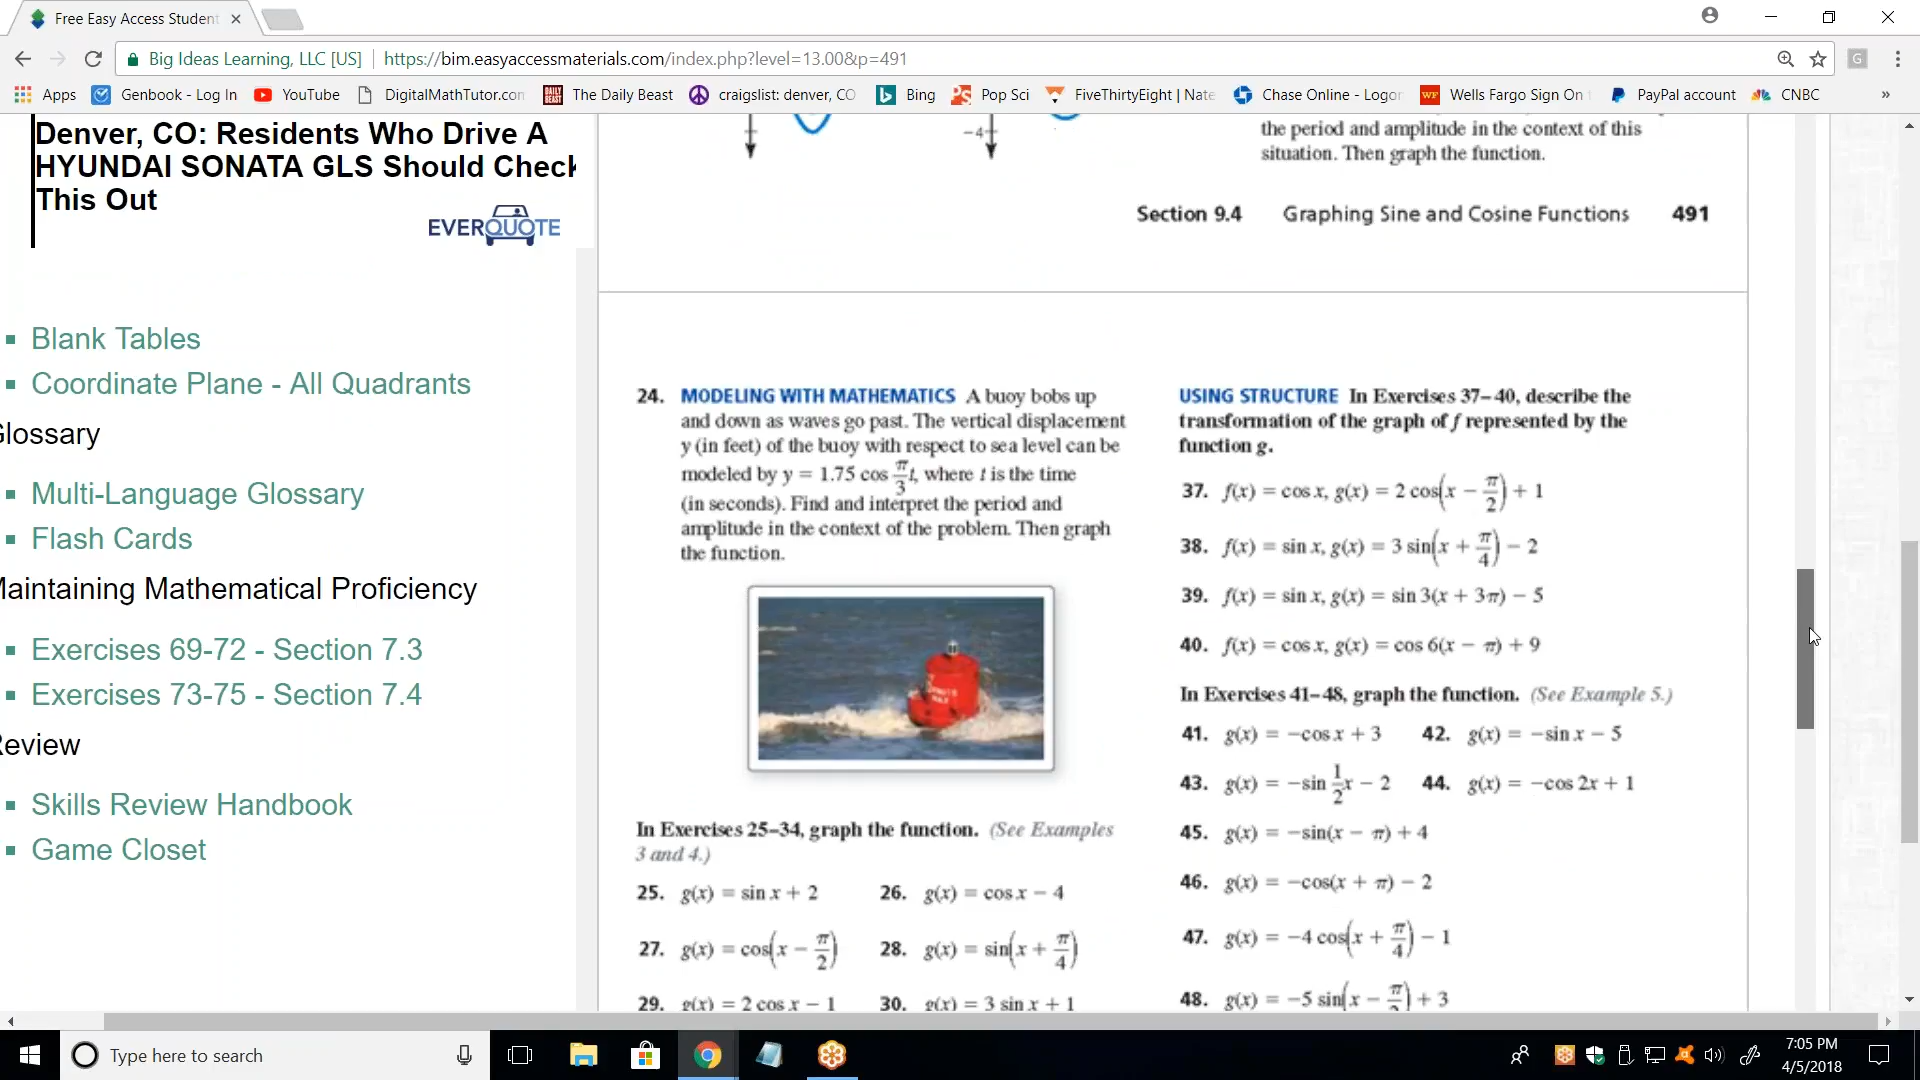 Free Easy Access Student
Big Ideas Learning, LLC [US] https://bim.easyaccessmaterials.com/index.php?level=13.00&p=491
G
Apps Genbook - Log In YouTube DigitalMathTutor.com The Daily Beast craigslist: denver, CO Bing Pop Sci FiveThirtyEight | Nate Chase Online - Logon Wells Fargo Sign On PayPal account CNBC »
Denver, CO: Residents Who Drive A
HYUNDAI SONATA GLS Should Check
This Out
EVERQUOTE
Blank Tables
Coordinate Plane - All Quadrants
Glossary
Multi-Language Glossary
Flash Cards
Maintaining Mathematical Proficiency
Exercises 69-72 - Section 7.3
Exercises 73-75 - Section 7.4
Review
Skills Review Handbook
Game Closet
−4
the period and amplitude in the context of this
situation. Then graph the function.
Section 9.4 Graphing Sine and Cosine Functions 491
24. MODELING WITH MATHEMATICS A buoy bobs up
and down as waves go past. The vertical displacement
y (in feet) of the buoy with respect to sea level can be
modeled by y = 1.75 cos π/3 t, where t is the time
(in seconds). Find and interpret the period and
amplitude in the context of the problem. Then graph
the function.
In Exercises 25–34, graph the function. (See Examples
3 and 4.)
25. g(x) = sin x + 2 26. g(x) = cos x − 4
27. g(x) = cos(x − π/2) 28. g(x) = sin(x + π/4)
29. g(x) = 2 cos x − 1 30. g(x) = 3 sin x + 1
USING STRUCTURE In Exercises 37–40, describe the
transformation of the graph of f represented by the
function g.
37. f(x) = cos x, g(x) = 2 cos(x − π/2) + 1
38. f(x) = sin x, g(x) = 3 sin(x + π/4) − 2
39. f(x) = sin x, g(x) = sin 3(x + 3π) − 5
40. f(x) = cos x, g(x) = cos 6(x − π) + 9
In Exercises 41–48, graph the function. (See Example 5.)
41. g(x) = −cos x + 3 42. g(x) = −sin x − 5
43. g(x) = −sin 1/2 x − 2 44. g(x) = −cos 2x + 1
45. g(x) = −sin(x − π) + 4
46. g(x) = −cos(x + π) − 2
47. g(x) = −4 cos(x + π/4) − 1
48. g(x) = −5 sin(x − π/2) + 3
Type here to search
7:05 PM
4/5/2018